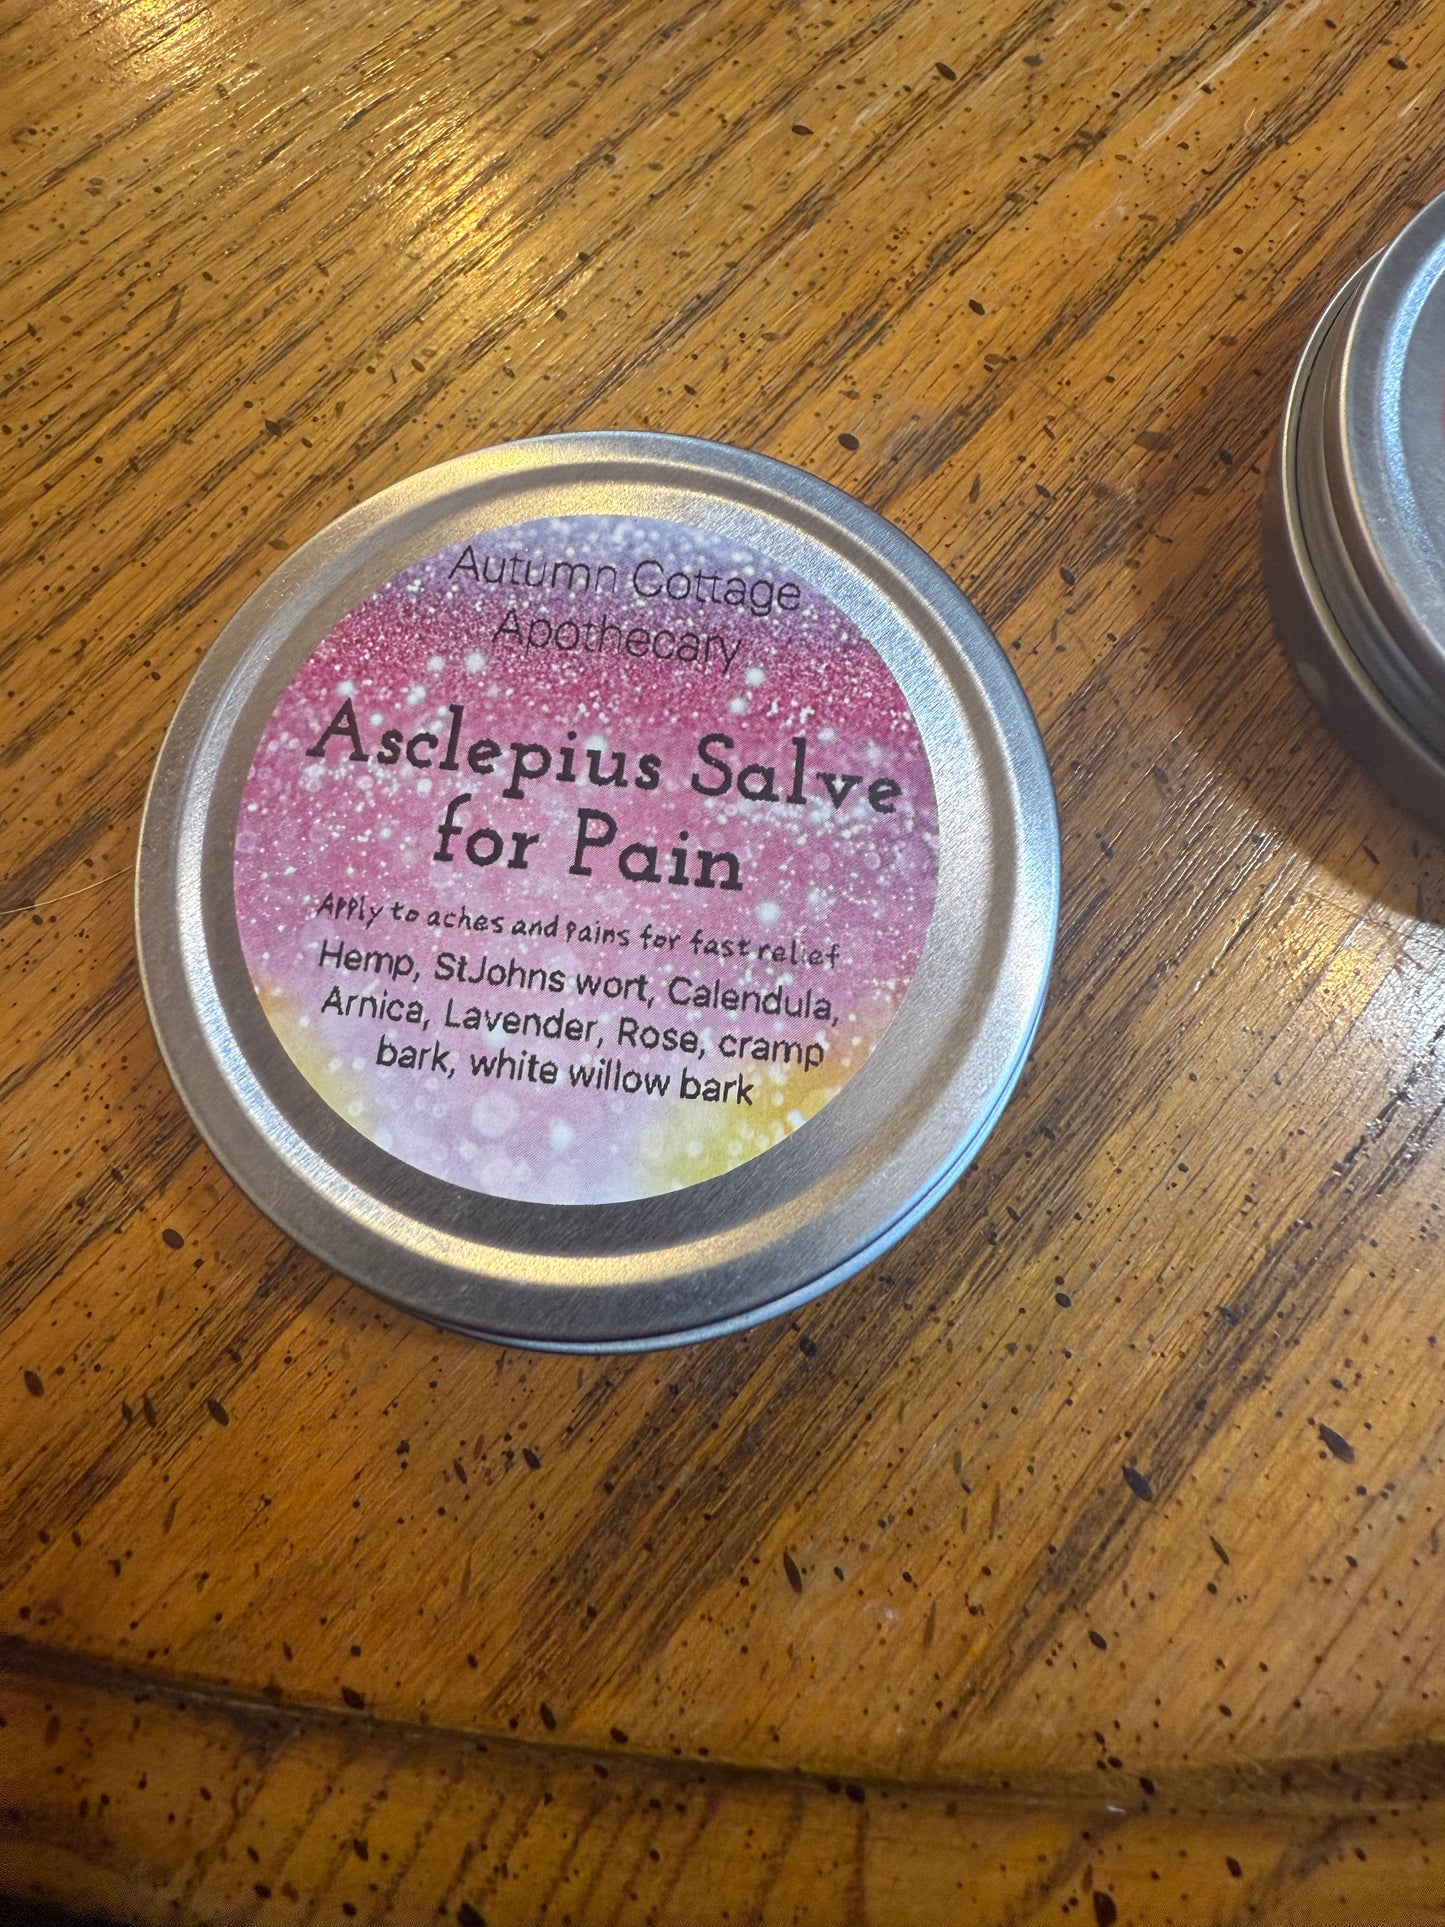 Autumn Cottage
Apothecary
Asclepius Salve
for Pain
Apply to aches and pains for fast relief
Hemp, StJohns wort, Calendula,
Arnica, Lavender, Rose, cramp
bark, white willow bark